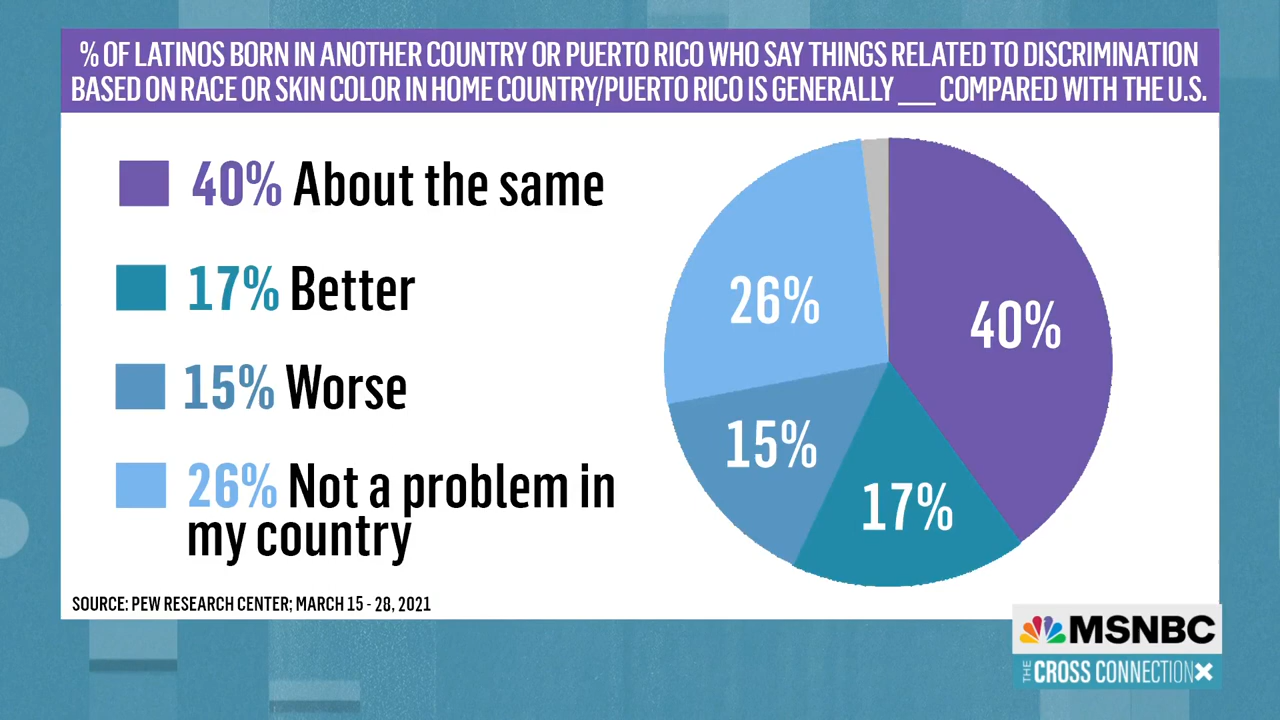 % OF LATINOS BORN IN ANOTHER COUNTRY OR PUERTO RICO WHO SAY THINGS RELATED TO DISCRIMINATION
BASED ON RACE OR SKIN COLOR IN HOME COUNTRY/PUERTO RICO IS GENERALLY ___ COMPARED WITH THE U.S.
40% About the same
17% Better
15% Worse
26% Not a problem in
my country
26%
40%
15%
17%
SOURCE: PEW RESEARCH CENTER; MARCH 15 - 28, 2021
MSNBC
THE CROSS CONNECTION